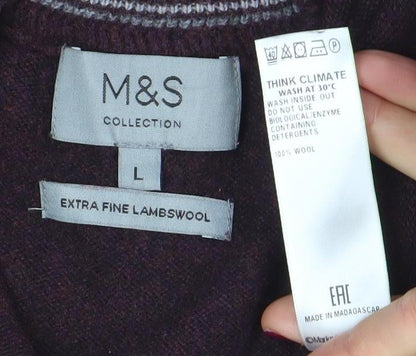 M&S
COLLECTION
L
EXTRA FINE LAMBSWOOL
THINK CLIMATE
WASH AT 30°C
WASH INSIDE OUT
DO NOT USE
BIOLOGICAL/ENZYME
CONTAINING
DETERGENTS
100% WOOL
EAC
MADE IN MADAGASCAR